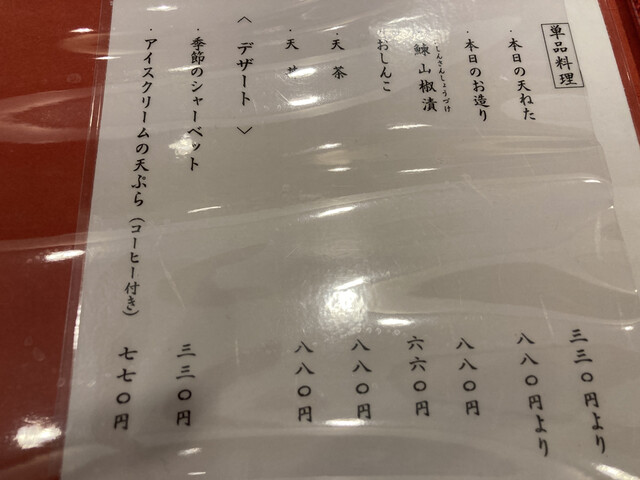 単品料理
・本日の天ねた 三三〇円より
・本日のお造り 八八〇円より
しんさんしょうづけ
鰊山椒漬 八八〇円
おしんこ 六六〇円
・天茶 八八〇円
・天 八八〇円
〈デザート〉
・季節のシャーベット 三三〇円
・アイスクリームの天ぷら（コーヒー付き） 七七〇円